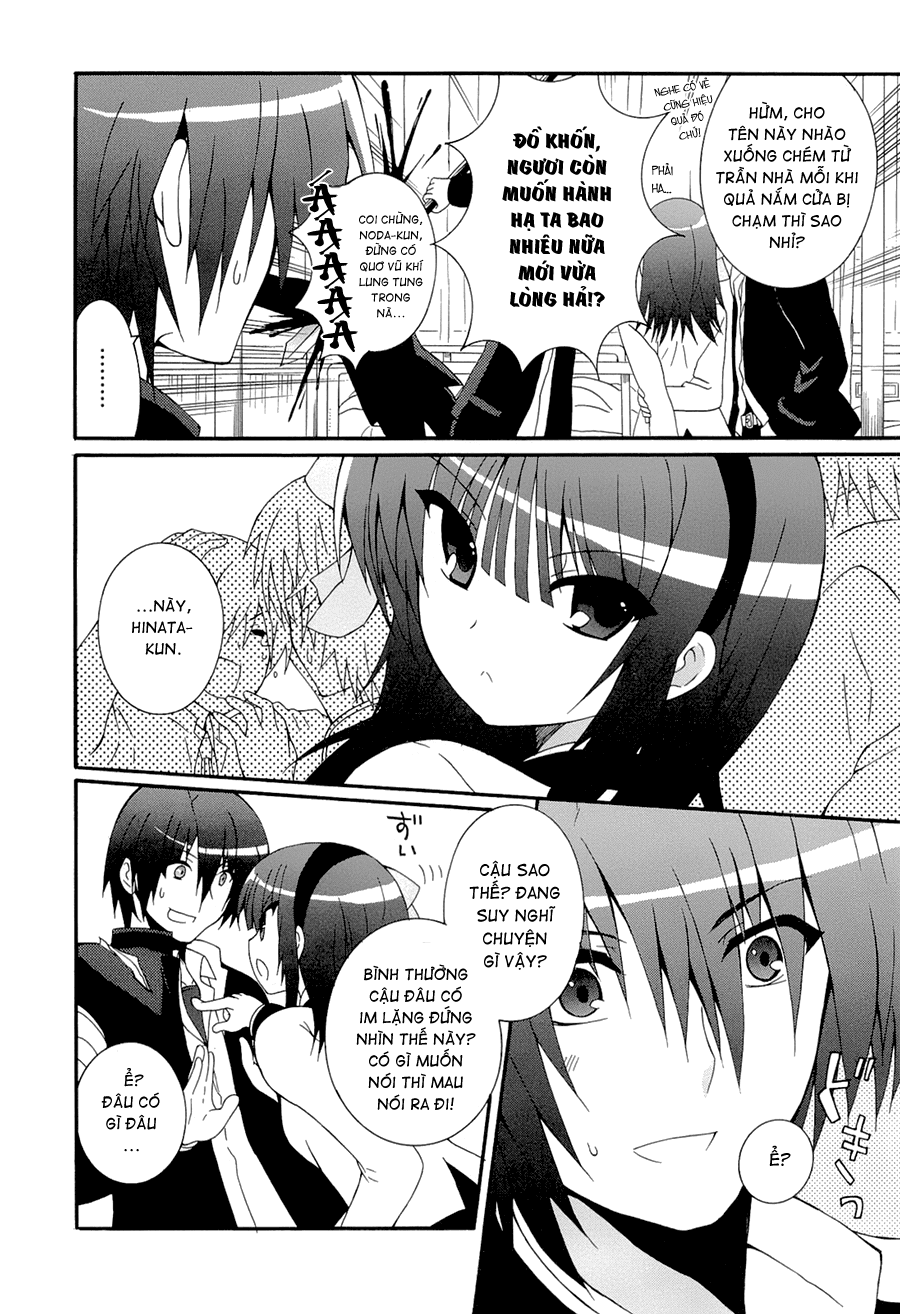 HỪM, CHO
TÊN NÀY NHÀO
XUỐNG CHÉM TỪ
TRẦN NHÀ MỖI KHI
QUẢ NẮM CỬA BỊ
CHẠM THÌ SAO
NHỈ?
NGHE CÓ VẺ
CŨNG HIỆU
QUẢ ĐÓ
CHỨ!
PHẢI
HA...
ĐỒ KHỐN,
NGƯƠI CÒN
MUỐN HÀNH
HẠ TA BAO
NHIÊU NỮA
MỚI VỪA
LÒNG HẢ!?
COI CHỪNG,
NODA-KUN,
ĐỪNG CÓ
QUƠ VŨ KHÍ
LUNG TUNG
TRONG
NÀ...
Á
A
A
A
A
.........
...NÀY,
HINATA-
KUN.
Ể?
ドキッ
CẬU SAO
THẾ? ĐANG
SUY NGHĨ
CHUYỆN
GÌ VẬY?
BÌNH THƯỜNG
CẬU ĐÂU CÓ
IM LẶNG ĐỨNG
NHÌN THẾ NÀY?
CÓ GÌ MUỐN
NÓI THÌ MAU
NÓI RA ĐI!
ずい
Ể?
ĐÂU CÓ
GÌ ĐÂU
...